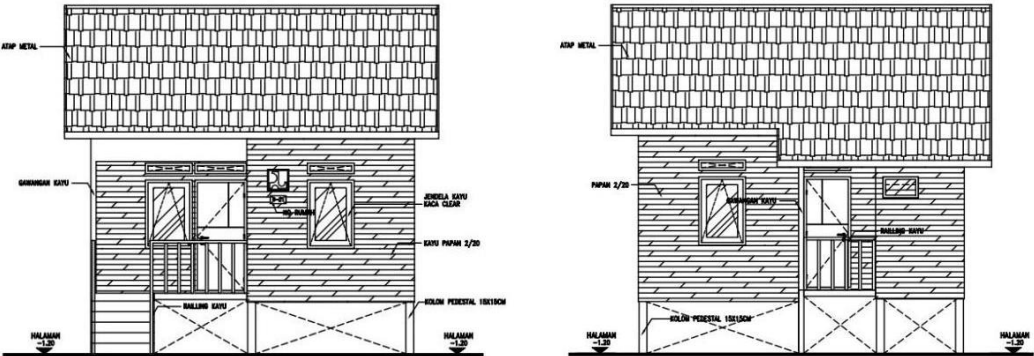 ATAP METAL
GAWANGAN KAYU
NO. RUMAH
JENDELA KAYU
KACA CLEAR
KAYU PAPAN 2/20
RAILLING KAYU
KOLOM PEDESTAL 15X15CM
HALAMAN
-1.20
HALAMAN
-1.20
ATAP METAL
PAPAN 2/20
GAWANGAN KAYU
RAILLING KAYU
KOLOM PEDESTAL 15X15CM
HALAMAN
-1.20
HALAMAN
-1.20